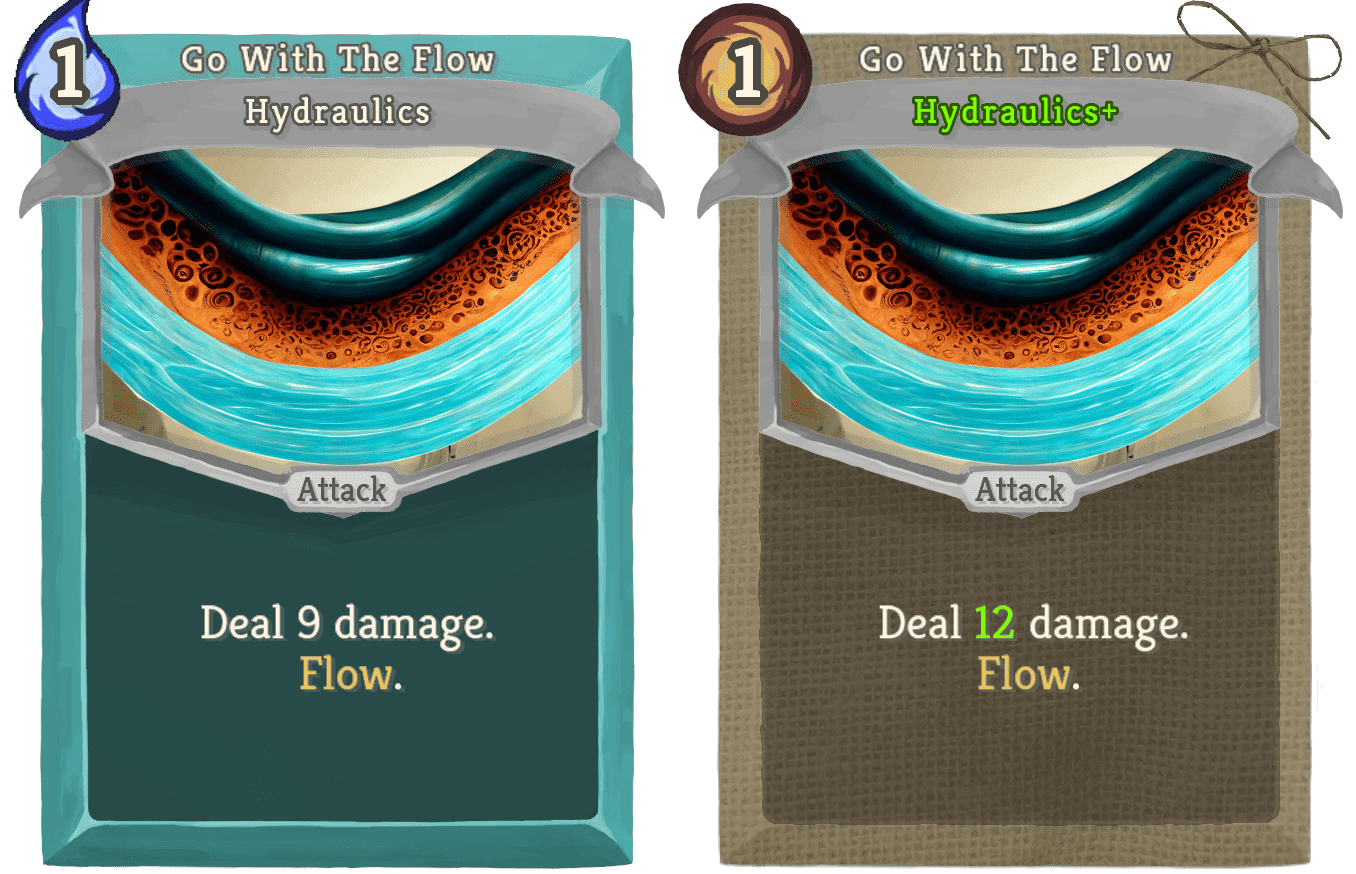 1
Go With The Flow
Hydraulics
Attack
Deal 9 damage.
Flow.
1
Go With The Flow
Hydraulics+
Attack
Deal 12 damage.
Flow.